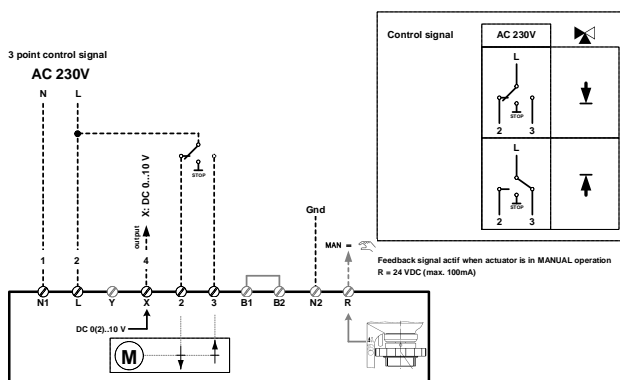 3 point control signal
AC 230V
N L
STOP
X: DC 0...10 V
output
1 2 4
Gnd
MAN =
N1 L Y X 2 3 B1 B2 N2 R
DC 0(2)..10 V
M
Control signal
AC 230V
L
STOP
2 3
L
STOP
2 3
Feedback signal actif when actuator is in MANUAL operation
R = 24 VDC (max. 100mA)